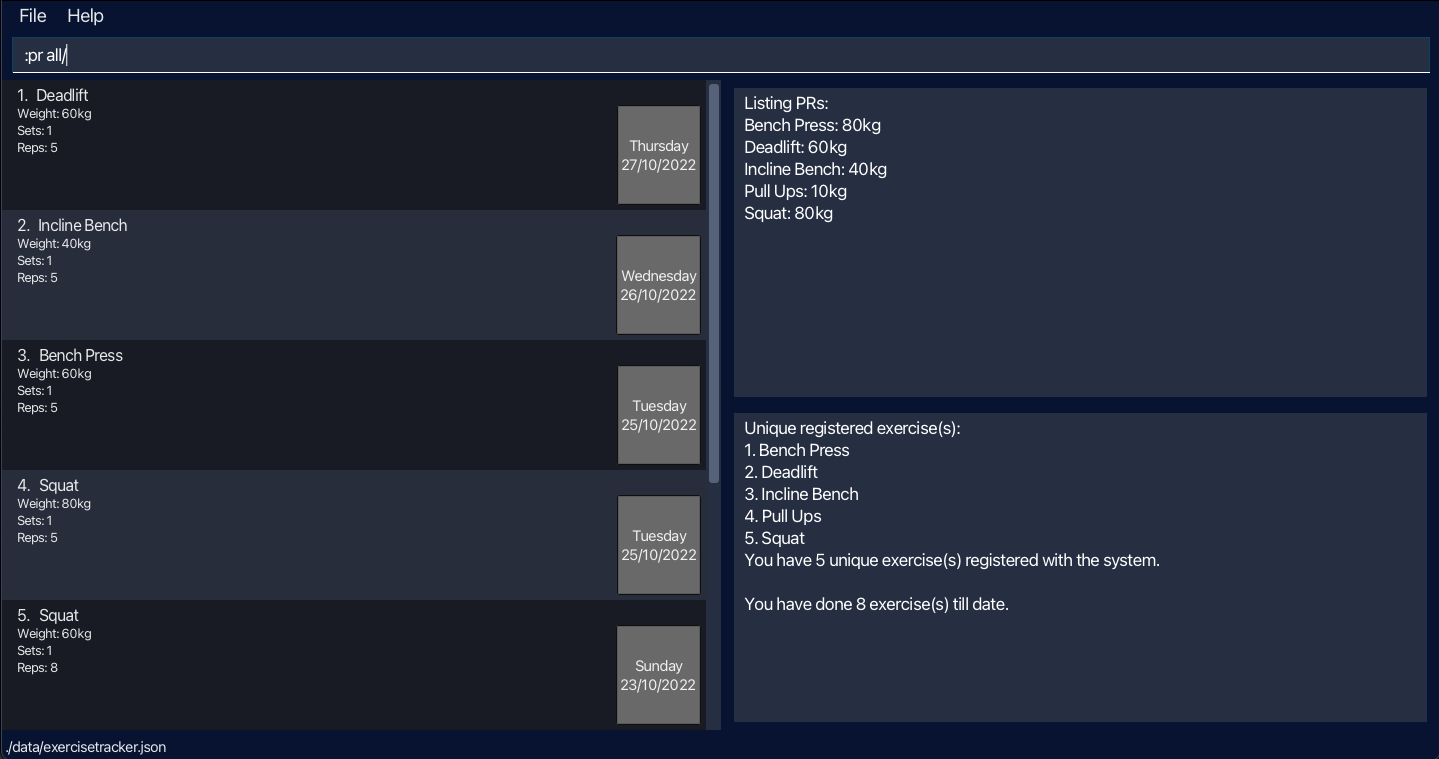 File Help
:pr all/
1. Deadlift
Weight: 60kg
Sets: 1
Reps: 5
Thursday
27/10/2022
2. Incline Bench
Weight: 40kg
Sets: 1
Reps: 5
Wednesday
26/10/2022
3. Bench Press
Weight: 60kg
Sets: 1
Reps: 5
Tuesday
25/10/2022
4. Squat
Weight: 80kg
Sets: 1
Reps: 5
Tuesday
25/10/2022
5. Squat
Weight: 60kg
Sets: 1
Reps: 8
Sunday
23/10/2022
Listing PRs:
Bench Press: 80kg
Deadlift: 60kg
Incline Bench: 40kg
Pull Ups: 10kg
Squat: 80kg
Unique registered exercise(s):
1. Bench Press
2. Deadlift
3. Incline Bench
4. Pull Ups
5. Squat
You have 5 unique exercise(s) registered with the system.
You have done 8 exercise(s) till date.
./data/exercisetracker.json